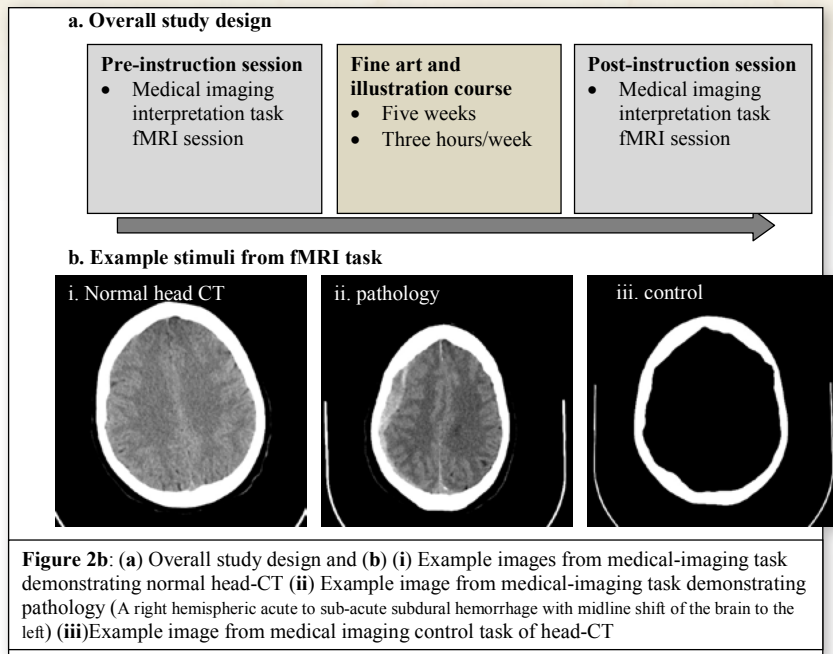 a. Overall study design
Pre-instruction session
• Medical imaging
interpretation task
fMRI session
Fine art and
illustration course
• Five weeks
• Three hours/week
Post-instruction session
• Medical imaging
interpretation task
fMRI session
b. Example stimuli from fMRI task
i. Normal head CT
ii. pathology
iii. control
Figure 2b: (a) Overall study design and (b) (i) Example images from medical-imaging task
demonstrating normal head-CT (ii) Example image from medical-imaging task demonstrating
pathology (A right hemispheric acute to sub-acute subdural hemorrhage with midline shift of the brain to the
left) (iii)Example image from medical imaging control task of head-CT